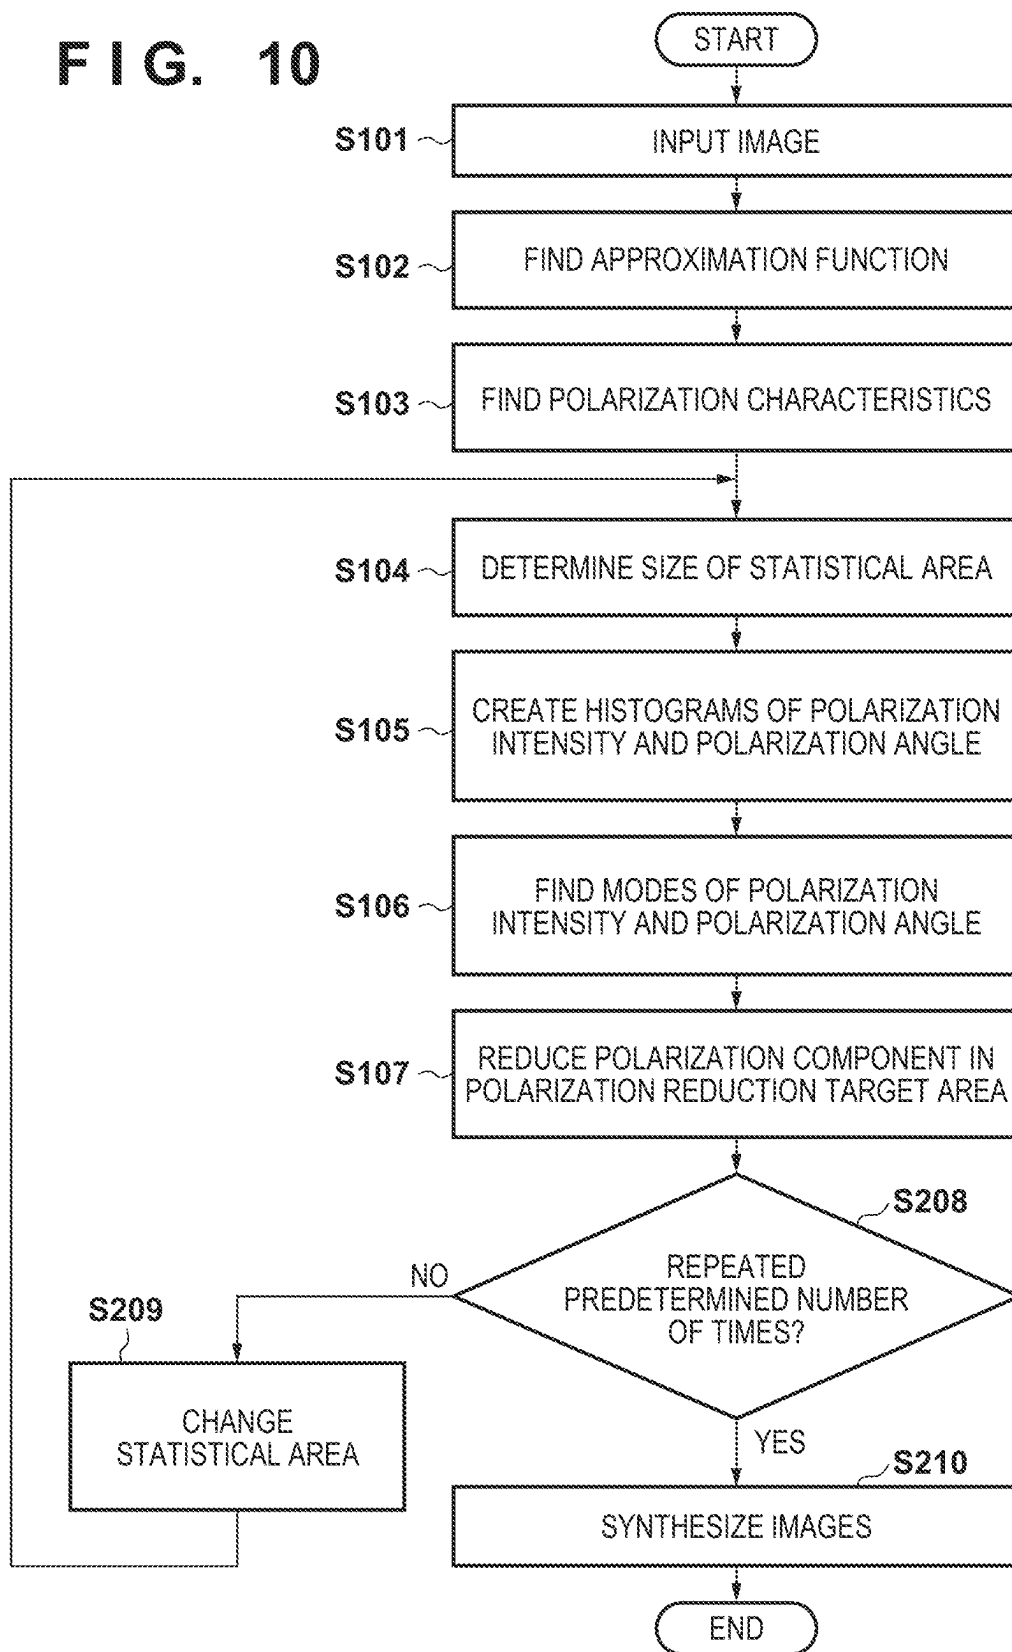 FIG. 10
START
S101
INPUT IMAGE
S102
FIND APPROXIMATION FUNCTION
S103
FIND POLARIZATION CHARACTERISTICS
S104
DETERMINE SIZE OF STATISTICAL AREA
S105
CREATE HISTOGRAMS OF POLARIZATION
INTENSITY AND POLARIZATION ANGLE
S106
FIND MODES OF POLARIZATION
INTENSITY AND POLARIZATION ANGLE
S107
REDUCE POLARIZATION COMPONENT IN
POLARIZATION REDUCTION TARGET AREA
S208
REPEATED
PREDETERMINED NUMBER
OF TIMES?
NO
S209
CHANGE
STATISTICAL AREA
YES
S210
SYNTHESIZE IMAGES
END